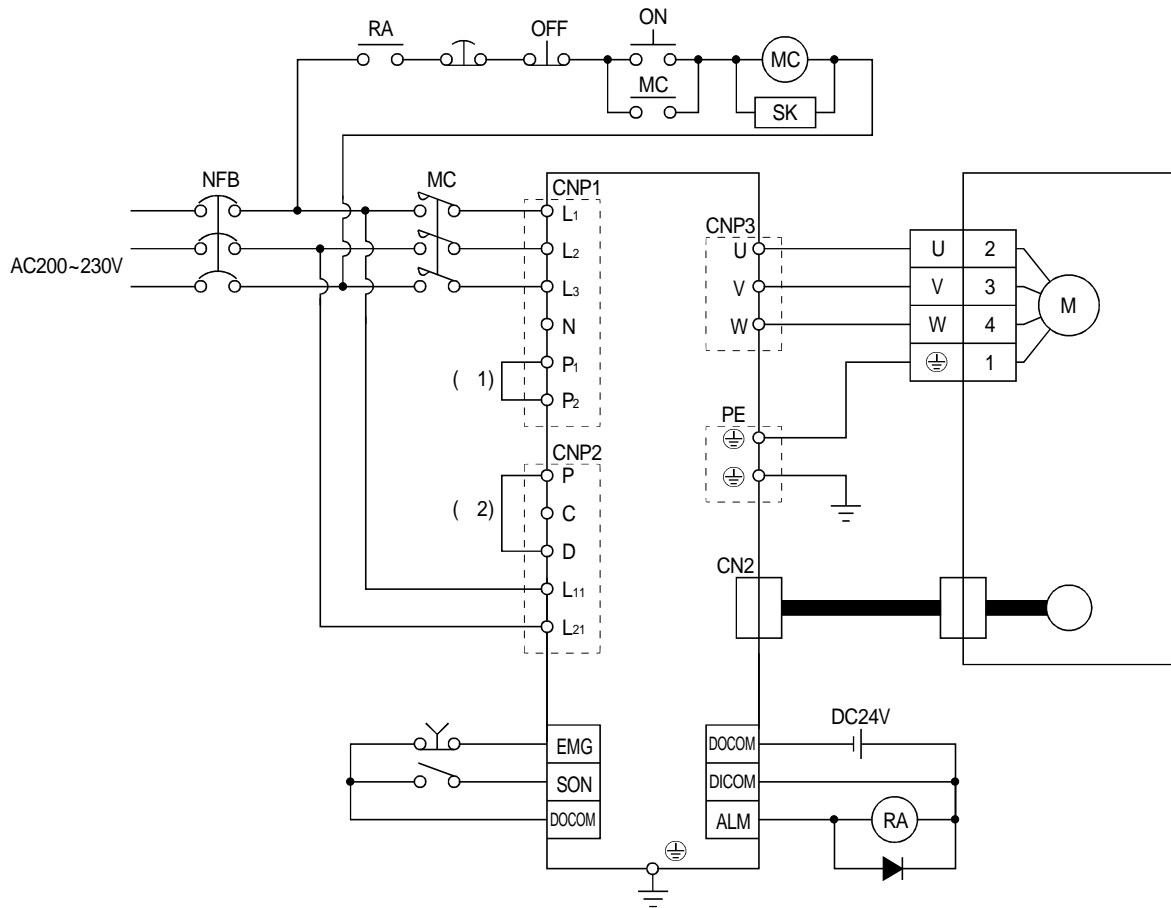 RA
OFF
ON
MC
MC
SK
NFB
MC
AC200~230V
CNP1
L1
L2
L3
N
P1
P2
( 1)
CNP2
P
C
D
L11
L21
( 2)
CNP3
U
V
W
PE
CN2
U 2
V 3
W 4
1
M
EMG
SON
DOCOM
DOCOM
DICOM
ALM
DC24V
RA